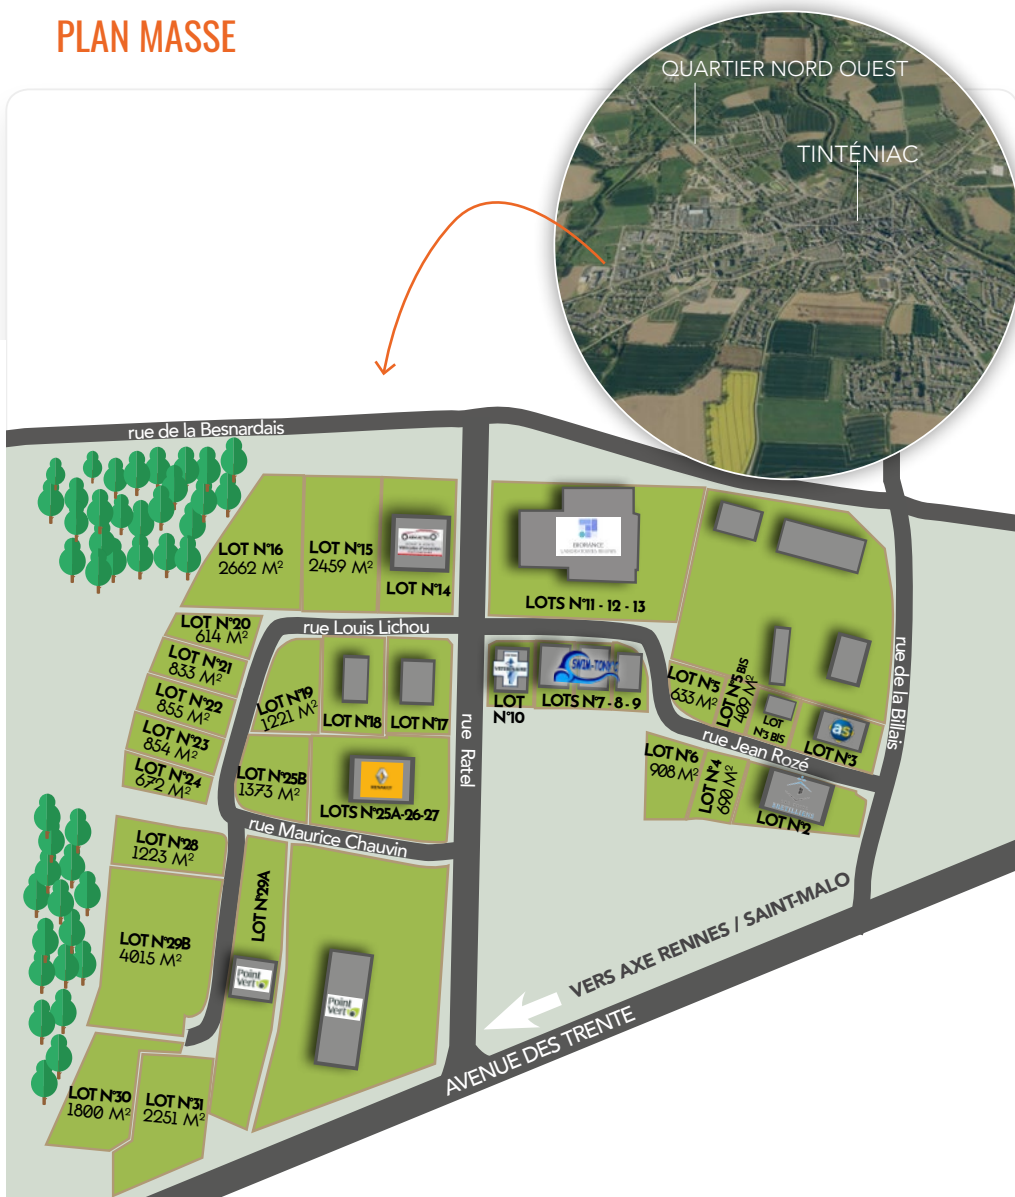 PLAN MASSE
QUARTIER NORD OUEST
TINTÉNIAC
rue de la Besnardais
LOT N°16
2662 M²
LOT N°15
2459 M²
LOT N°14
LOTS N°11 - 12 - 13
LOT N°20
614 M²
rue Louis Lichou
LOT N°21
833 M²
LOT N°22
855 M²
LOT N°23
854 M²
LOT N°24
672 M²
LOT N°19
1221 M²
LOT N°18
LOT N°17
LOT
N°10
SWIM-TONY'C
LOTS N°7 - 8 - 9
LOT N°5
633 M²
LOT N°5 BIS
409 M²
LOT
N°3 BIS
as
LOT N°3
rue de la Billais
rue Ratel
rue Jean Rozé
LOT N°25B
1373 M²
RENAULT
LOTS N°25A-26-27
LOT N°6
908 M²
LOT N°4
690 M²
LOT N°2
rue Maurice Chauvin
LOT N°28
1223 M²
LOT N°29A
LOT N°29B
4015 M²
Point
Vert
Point
Vert
VERS AXE RENNES / SAINT-MALO
AVENUE DES TRENTE
LOT N°30
1800 M²
LOT N°31
2251 M²